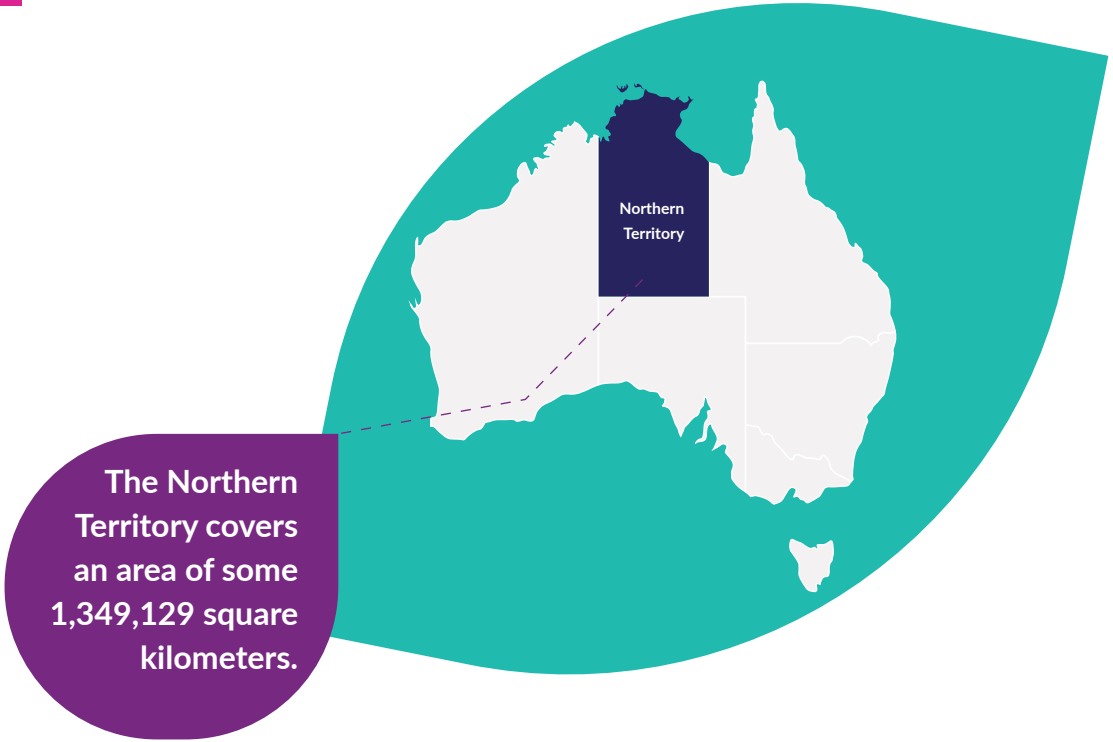 Northern
Territory
The Northern
Territory covers
an area of some
1,349,129 square
kilometers.